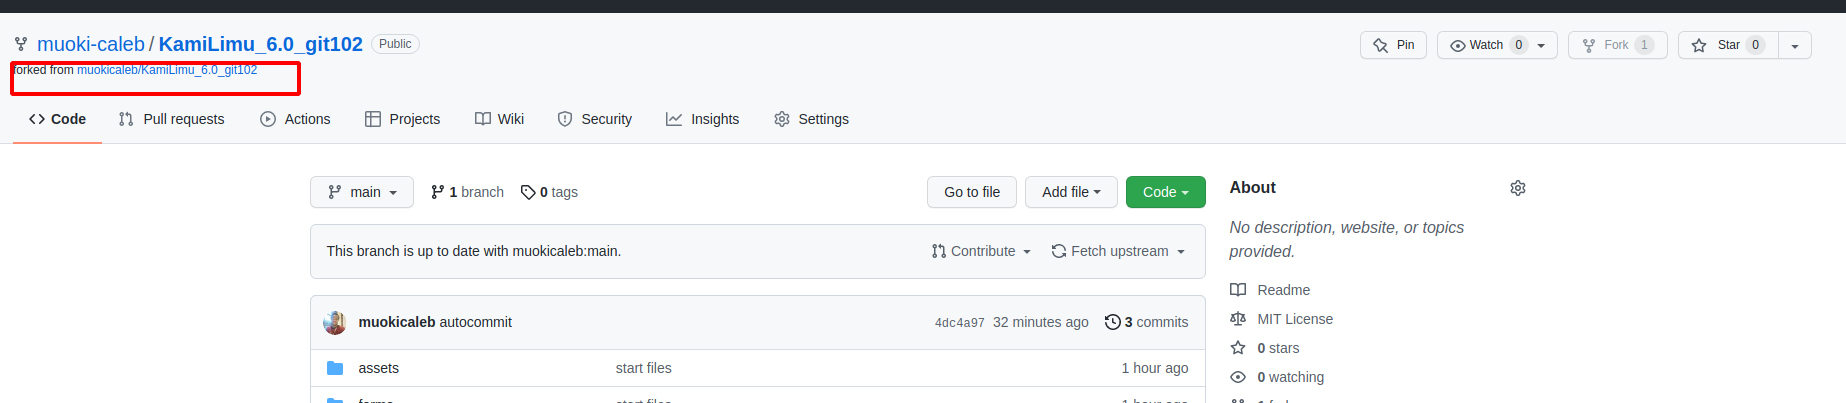 muoki-caleb / KamiLimu_6.0_git102 Public
Pin Watch 0 Fork 1 Star 0
forked from muokicaleb/KamiLimu_6.0_git102
Code Pull requests Actions Projects Wiki Security Insights Settings
main 1 branch 0 tags Go to file Add file Code
About
No description, website, or topics
provided.
This branch is up to date with muokicaleb:main. Contribute Fetch upstream
Readme
muokicaleb autocommit 4dc4a97 32 minutes ago 3 commits
MIT License
0 stars
assets start files 1 hour ago
0 watching